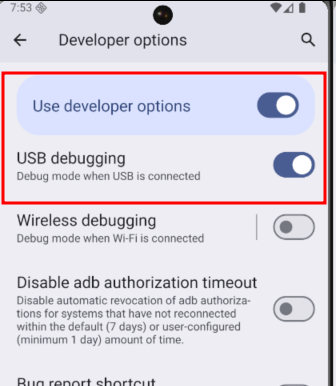 7:53
Developer options
Use developer options
USB debugging
Debug mode when USB is connected
Wireless debugging
Debug mode when Wi-Fi is connected
Disable adb authorization timeout
Disable automatic revocation of adb authoriza-
tions for systems that have not reconnected
within the default (7 days) or user-configured
(minimum 1 day) amount of time.
Bug report shortcut